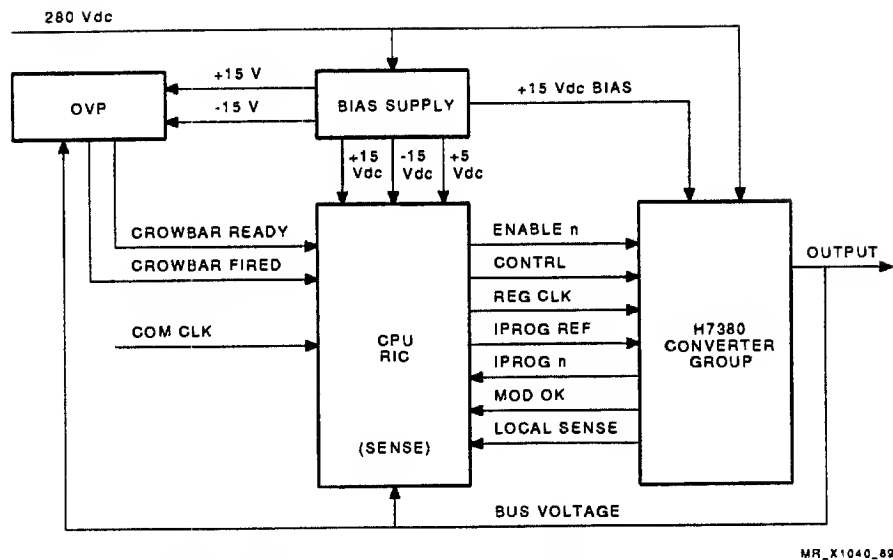 280 Vdc
+15 V
-15 V
OVP
BIAS SUPPLY
+15 Vdc BIAS
+15 Vdc
-15 Vdc
+5 Vdc
CROWBAR READY
CROWBAR FIRED
COM CLK
CPU
RIC
(SENSE)
ENABLE n
CONTRL
REG CLK
IPROG REF
IPROG n
MOD OK
LOCAL SENSE
H7380
CONVERTER
GROUP
OUTPUT
BUS VOLTAGE
MR_X1040_89